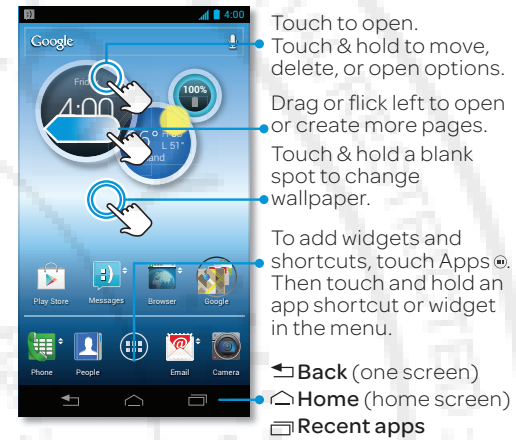 4:00
Google
Frid
4:00
100%
6°
L 51°
land
Play Store
Messages
Browser
Google
Phone
People
Email
Camera
Touch to open.
Touch & hold to move,
delete, or open options.
Drag or flick left to open
or create more pages.
Touch & hold a blank
spot to change
wallpaper.
To add widgets and
shortcuts, touch Apps .
Then touch and hold an
app shortcut or widget
in the menu.
Back (one screen)
Home (home screen)
Recent apps